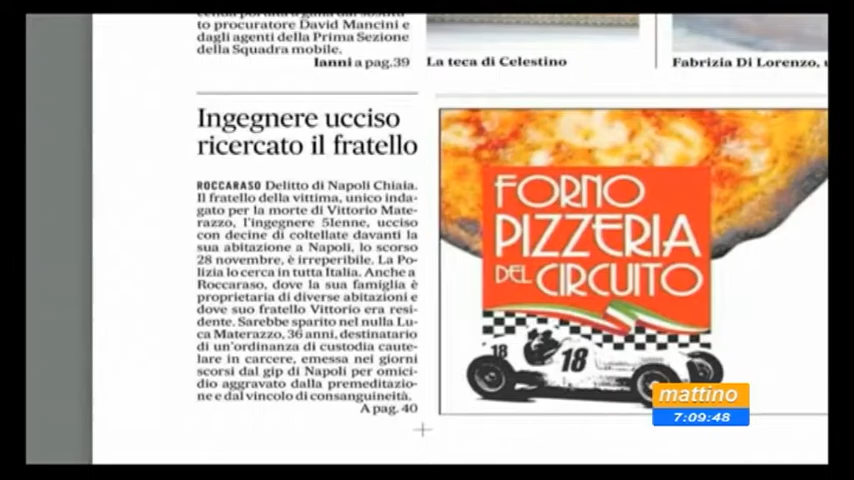 to procuratore David Mancini e
dagli agenti della Prima Sezione
della Squadra mobile.
Ianni a pag.39
La teca di Celestino
Fabrizia Di Lorenzo,
Ingegnere ucciso
ricercato il fratello
ROCCARASO Delitto di Napoli Chiaia.
Il fratello della vittima, unico inda-
gato per la morte di Vittorio Mate-
razzo, l'ingegnere 51enne, ucciso
con decine di coltellate davanti la
sua abitazione a Napoli, lo scorso
28 novembre, è irreperibile. La Po-
lizia lo cerca in tutta Italia. Anche a
Roccaraso, dove la sua famiglia è
proprietaria di diverse abitazioni e
dove suo fratello Vittorio era resi-
dente. Sarebbe sparito nel nulla Lu-
ca Materazzo, 36 anni, destinatario
di un'ordinanza di custodia caute-
lare in carcere, emessa nei giorni
scorsi dal gip di Napoli per omici-
dio aggravato dalla premeditazio-
ne e dal vincolo di consanguineità.
A pag. 40
FORNO
PIZZERIA
DEL CIRCUITO
18
18
mattino
7:09:48